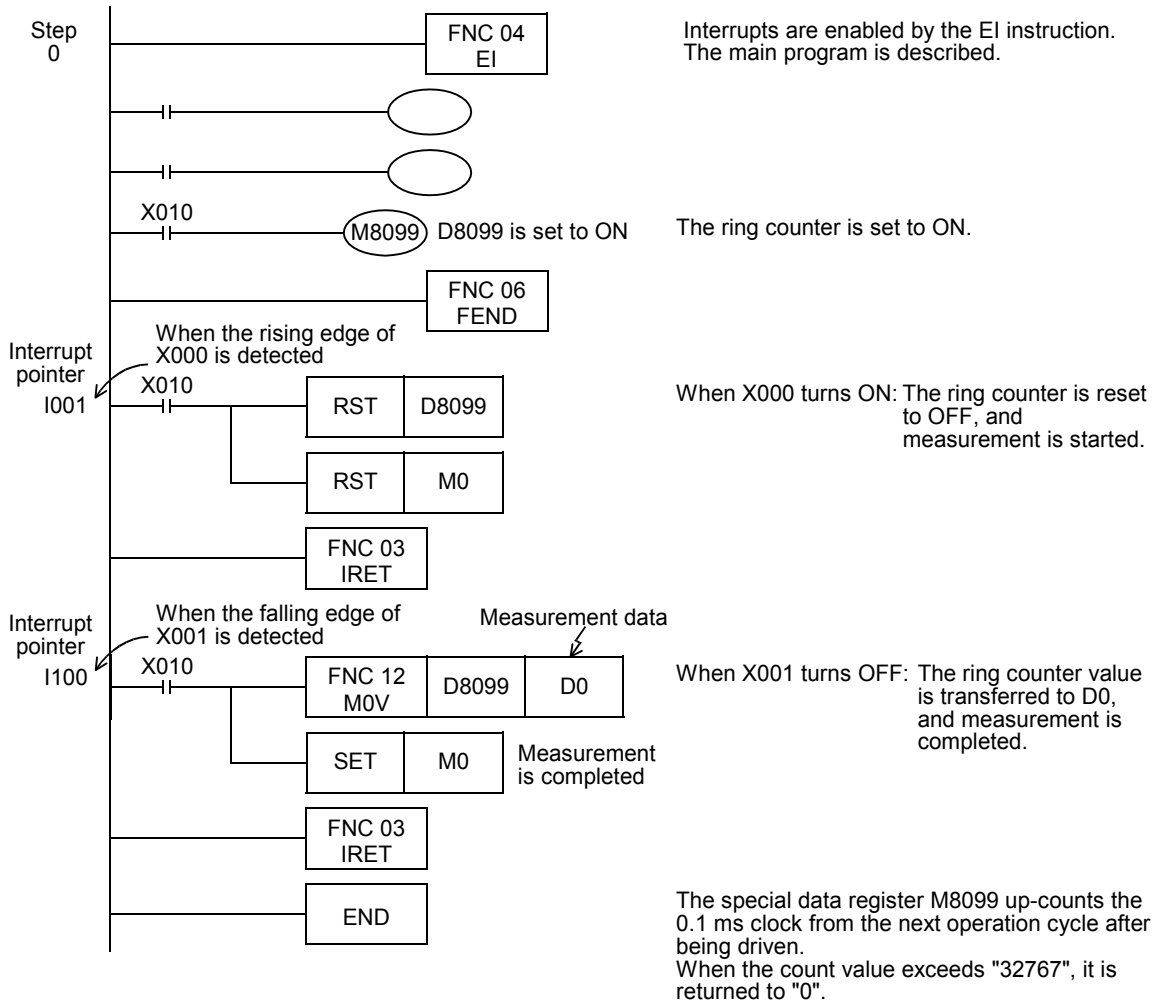 Step
0
FNC 04
EI
Interrupts are enabled by the EI instruction.
The main program is described.
X010
M8099
D8099 is set to ON
The ring counter is set to ON.
FNC 06
FEND
When the rising edge of
X000 is detected
Interrupt
pointer
I001
X010
RST
D8099
When X000 turns ON: The ring counter is reset
to OFF, and
measurement is started.
RST
M0
FNC 03
IRET
When the falling edge of
X001 is detected
Measurement data
Interrupt
pointer
I100
X010
FNC 12
M0V
D8099
D0
When X001 turns OFF: The ring counter value
is transferred to D0,
and measurement is
completed.
SET
M0
Measurement
is completed
FNC 03
IRET
END
The special data register M8099 up-counts the
0.1 ms clock from the next operation cycle after
being driven.
When the count value exceeds "32767", it is
returned to "0".